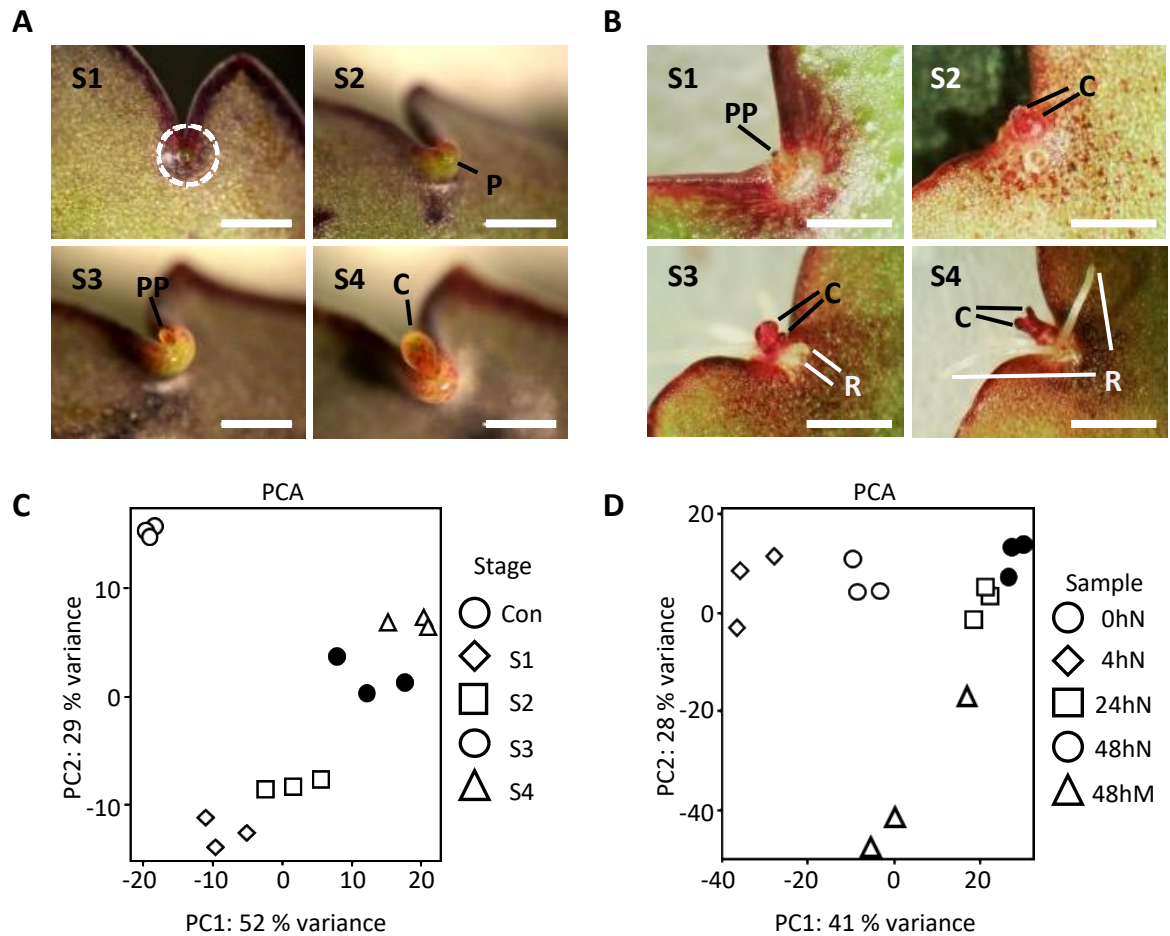 A
B
S1
S2
P
S3
PP
S4
C
S1
PP
S2
C
S3
C
R
S4
C
R
C
PCA
10
0
-10
-20
-10
0
10
20
PC2: 29 % variance
PC1: 52 % variance
Stage
Con
S1
S2
S3
S4
D
PCA
20
0
-20
-40
-40
-20
0
20
PC2: 28 % variance
PC1: 41 % variance
Sample
0hN
4hN
24hN
48hN
48hM